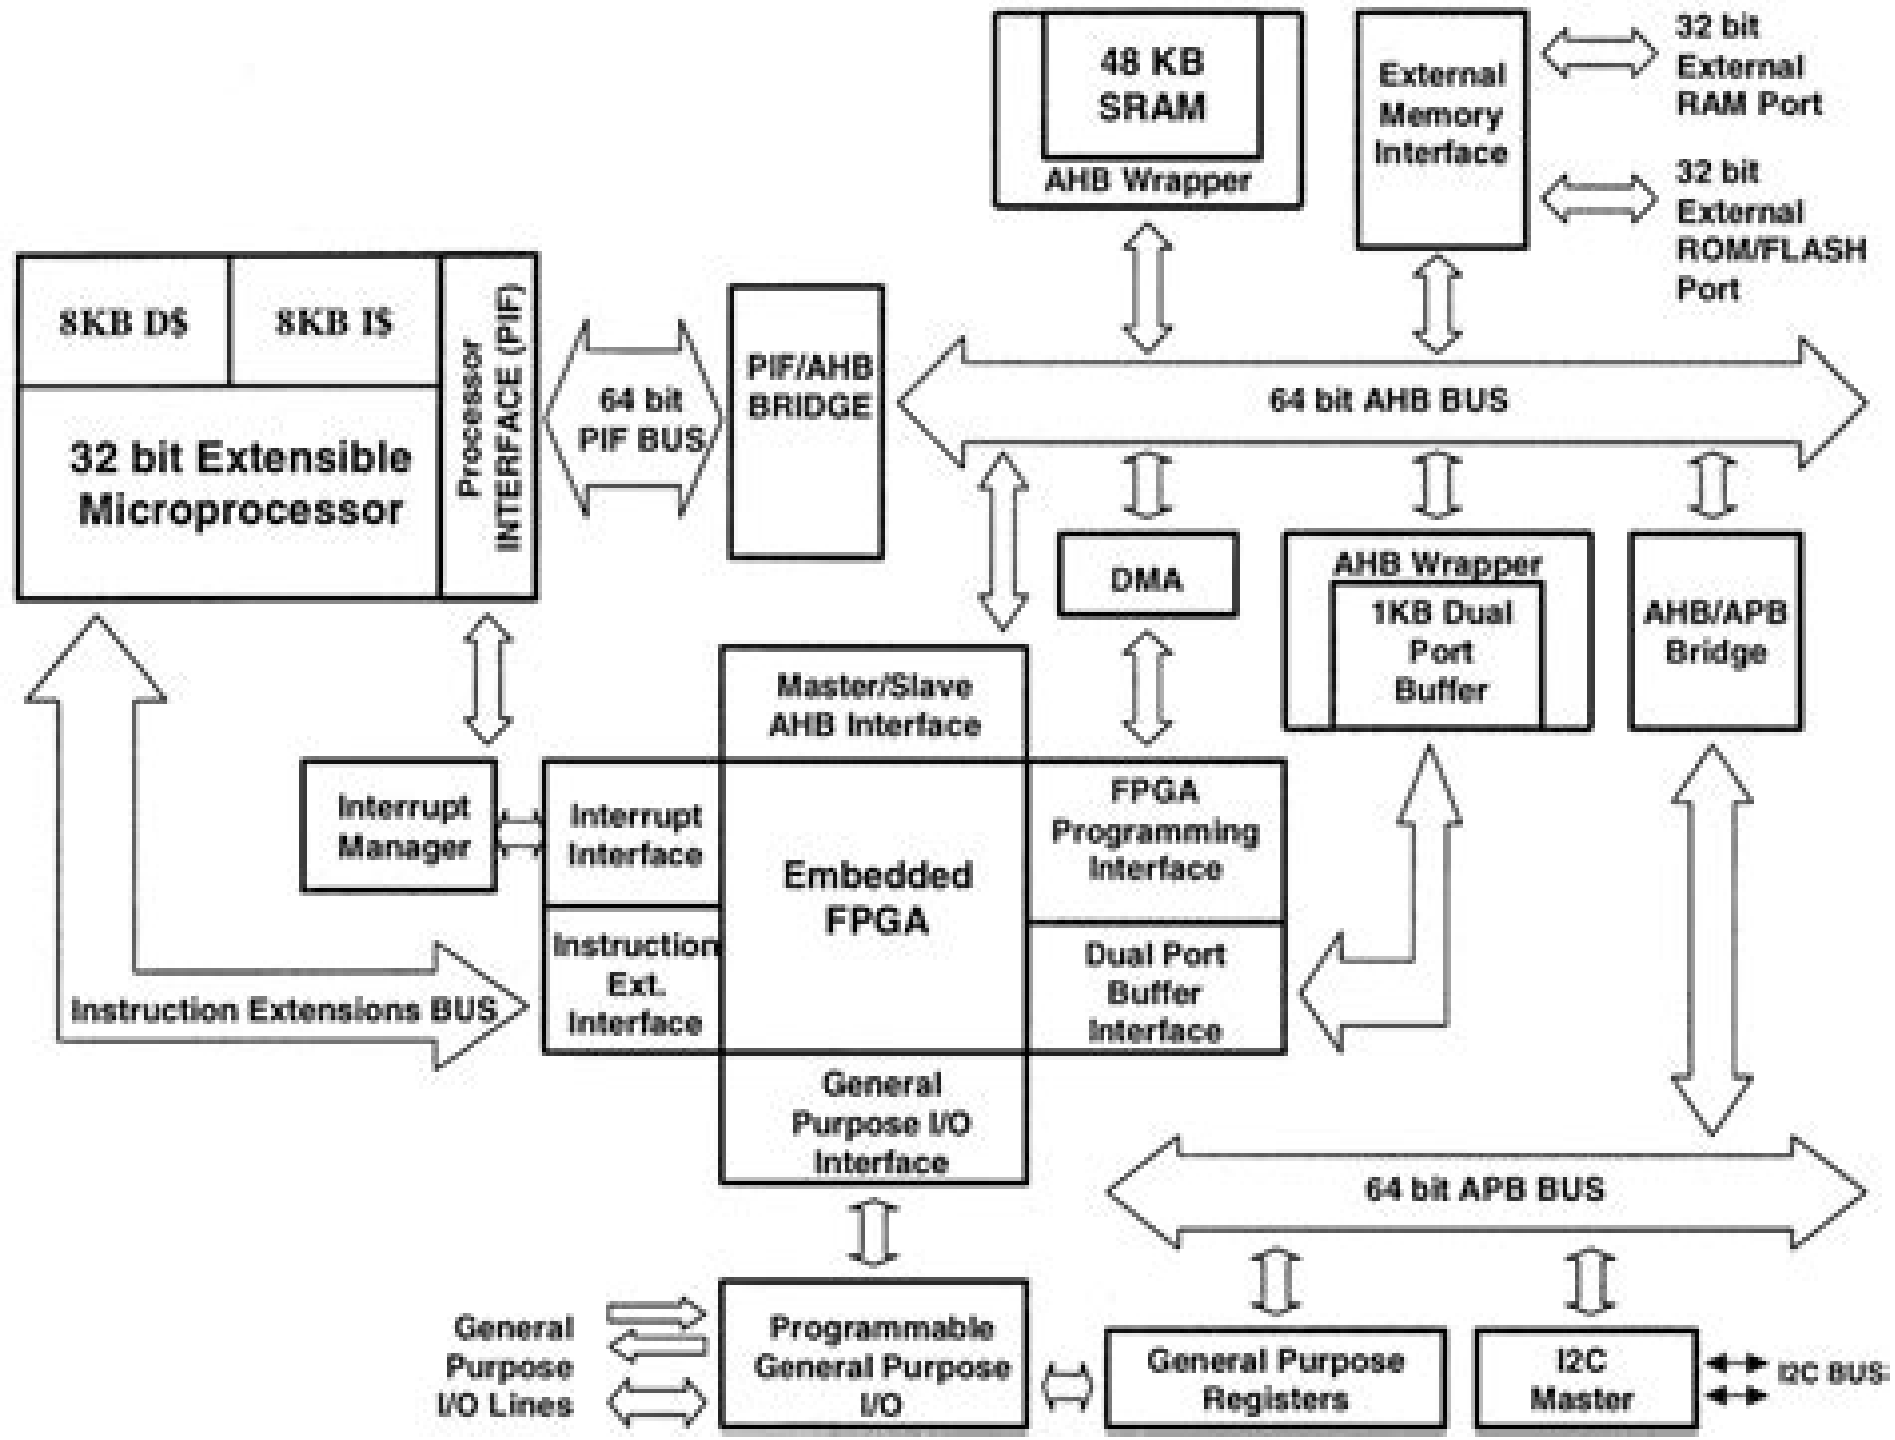 48 KB
SRAM
AHB Wrapper
External
Memory
Interface
32 bit
External
RAM Port
32 bit
External
ROM/FLASH
Port
8KB D$
8KB I$
32 bit Extensible
Microprocessor
Processor
INTERFACE (PIF)
64 bit
PIF BUS
PIF/AHB
BRIDGE
64 bit AHB BUS
DMA
AHB Wrapper
1KB Dual
Port
Buffer
AHB/APB
Bridge
Master/Slave
AHB Interface
Interrupt
Manager
Interrupt
Interface
Embedded
FPGA
FPGA
Programming
Interface
Instruction
Ext.
Interface
Dual Port
Buffer
Interface
Instruction Extensions BUS
General
Purpose I/O
Interface
64 bit APB BUS
General
Purpose
I/O Lines
Programmable
General Purpose
I/O
General Purpose
Registers
I2C
Master
I2C BUS